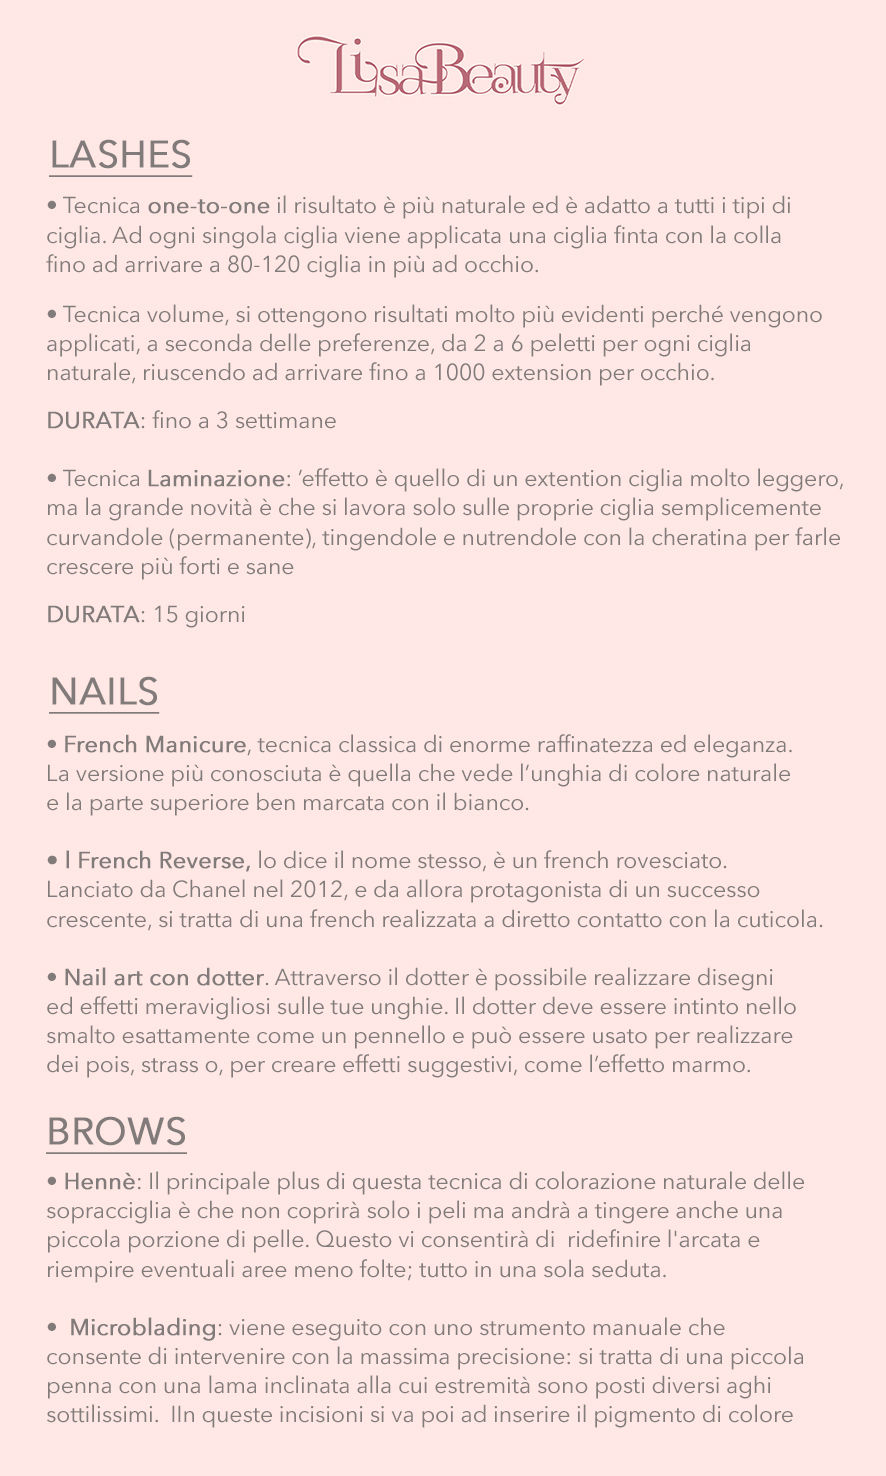 LisaBeauty
LASHES
• Tecnica one-to-one il risultato è più naturale ed è adatto a tutti i tipi di
ciglia. Ad ogni singola ciglia viene applicata una ciglia finta con la colla
fino ad arrivare a 80-120 ciglia in più ad occhio.
• Tecnica volume, si ottengono risultati molto più evidenti perché vengono
applicati, a seconda delle preferenze, da 2 a 6 peletti per ogni ciglia
naturale, riuscendo ad arrivare fino a 1000 extension per occhio.
DURATA: fino a 3 settimane
• Tecnica Laminazione: ’effetto è quello di un extention ciglia molto leggero,
ma la grande novità è che si lavora solo sulle proprie ciglia semplicemente
curvandole (permanente), tingendole e nutrendole con la cheratina per farle
crescere più forti e sane
DURATA: 15 giorni
NAILS
• French Manicure, tecnica classica di enorme raffinatezza ed eleganza.
La versione più conosciuta è quella che vede l’unghia di colore naturale
e la parte superiore ben marcata con il bianco.
• l French Reverse, lo dice il nome stesso, è un french rovesciato.
Lanciato da Chanel nel 2012, e da allora protagonista di un successo
crescente, si tratta di una french realizzata a diretto contatto con la cuticola.
• Nail art con dotter. Attraverso il dotter è possibile realizzare disegni
ed effetti meravigliosi sulle tue unghie. Il dotter deve essere intinto nello
smalto esattamente come un pennello e può essere usato per realizzare
dei pois, strass o, per creare effetti suggestivi, come l’effetto marmo.
BROWS
• Hennè: Il principale plus di questa tecnica di colorazione naturale delle
sopracciglia è che non coprirà solo i peli ma andrà a tingere anche una
piccola porzione di pelle. Questo vi consentirà di  ridefinire l'arcata e
riempire eventuali aree meno folte; tutto in una sola seduta.
•  Microblading: viene eseguito con uno strumento manuale che
consente di intervenire con la massima precisione: si tratta di una piccola
penna con una lama inclinata alla cui estremità sono posti diversi aghi
sottilissimi.  IIn queste incisioni si va poi ad inserire il pigmento di colore